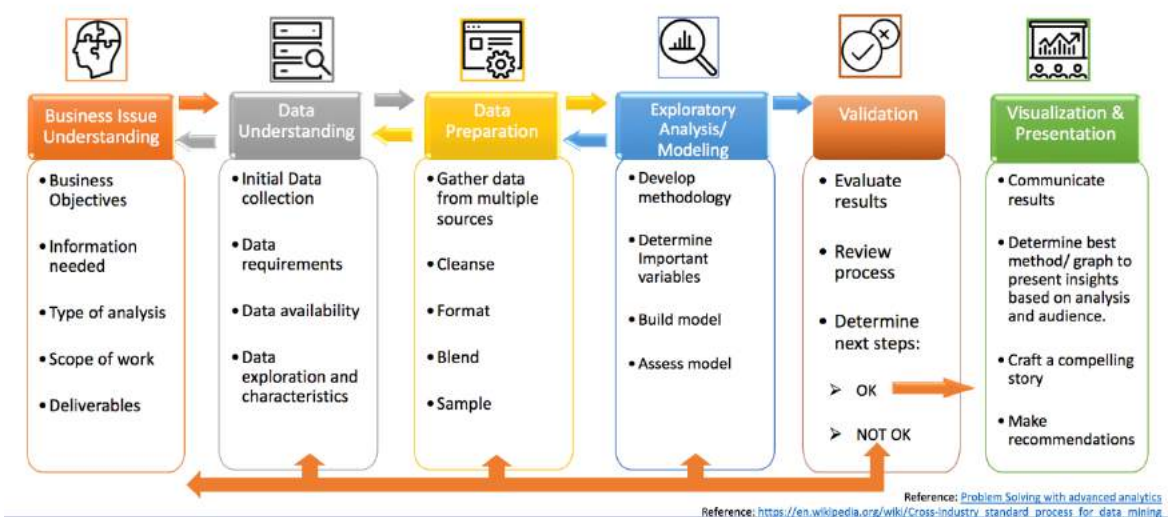 Business Issue
Understanding
• Business
Objectives
• Information
needed
• Type of analysis
• Scope of work
• Deliverables
Data
Understanding
• Initial Data
collection
• Data
requirements
• Data availability
• Data
exploration and
characteristics
Data
Preparation
• Gather data
from multiple
sources
• Cleanse
• Format
• Blend
• Sample
Exploratory
Analysis/
Modeling
• Develop
methodology
• Determine
Important
variables
• Build model
• Assess model
Validation
• Evaluate
results
• Review
process
• Determine
next steps:
➢ OK
➢ NOT OK
Visualization &
Presentation
• Communicate
results
• Determine best
method/ graph to
present insights
based on analysis
and audience.
• Craft a compelling
story
• Make
recommendations
Reference: Problem Solving with advanced analytics
Reference: https://en.wikipedia.org/wiki/Cross-industry_standard_process_for_data_mining